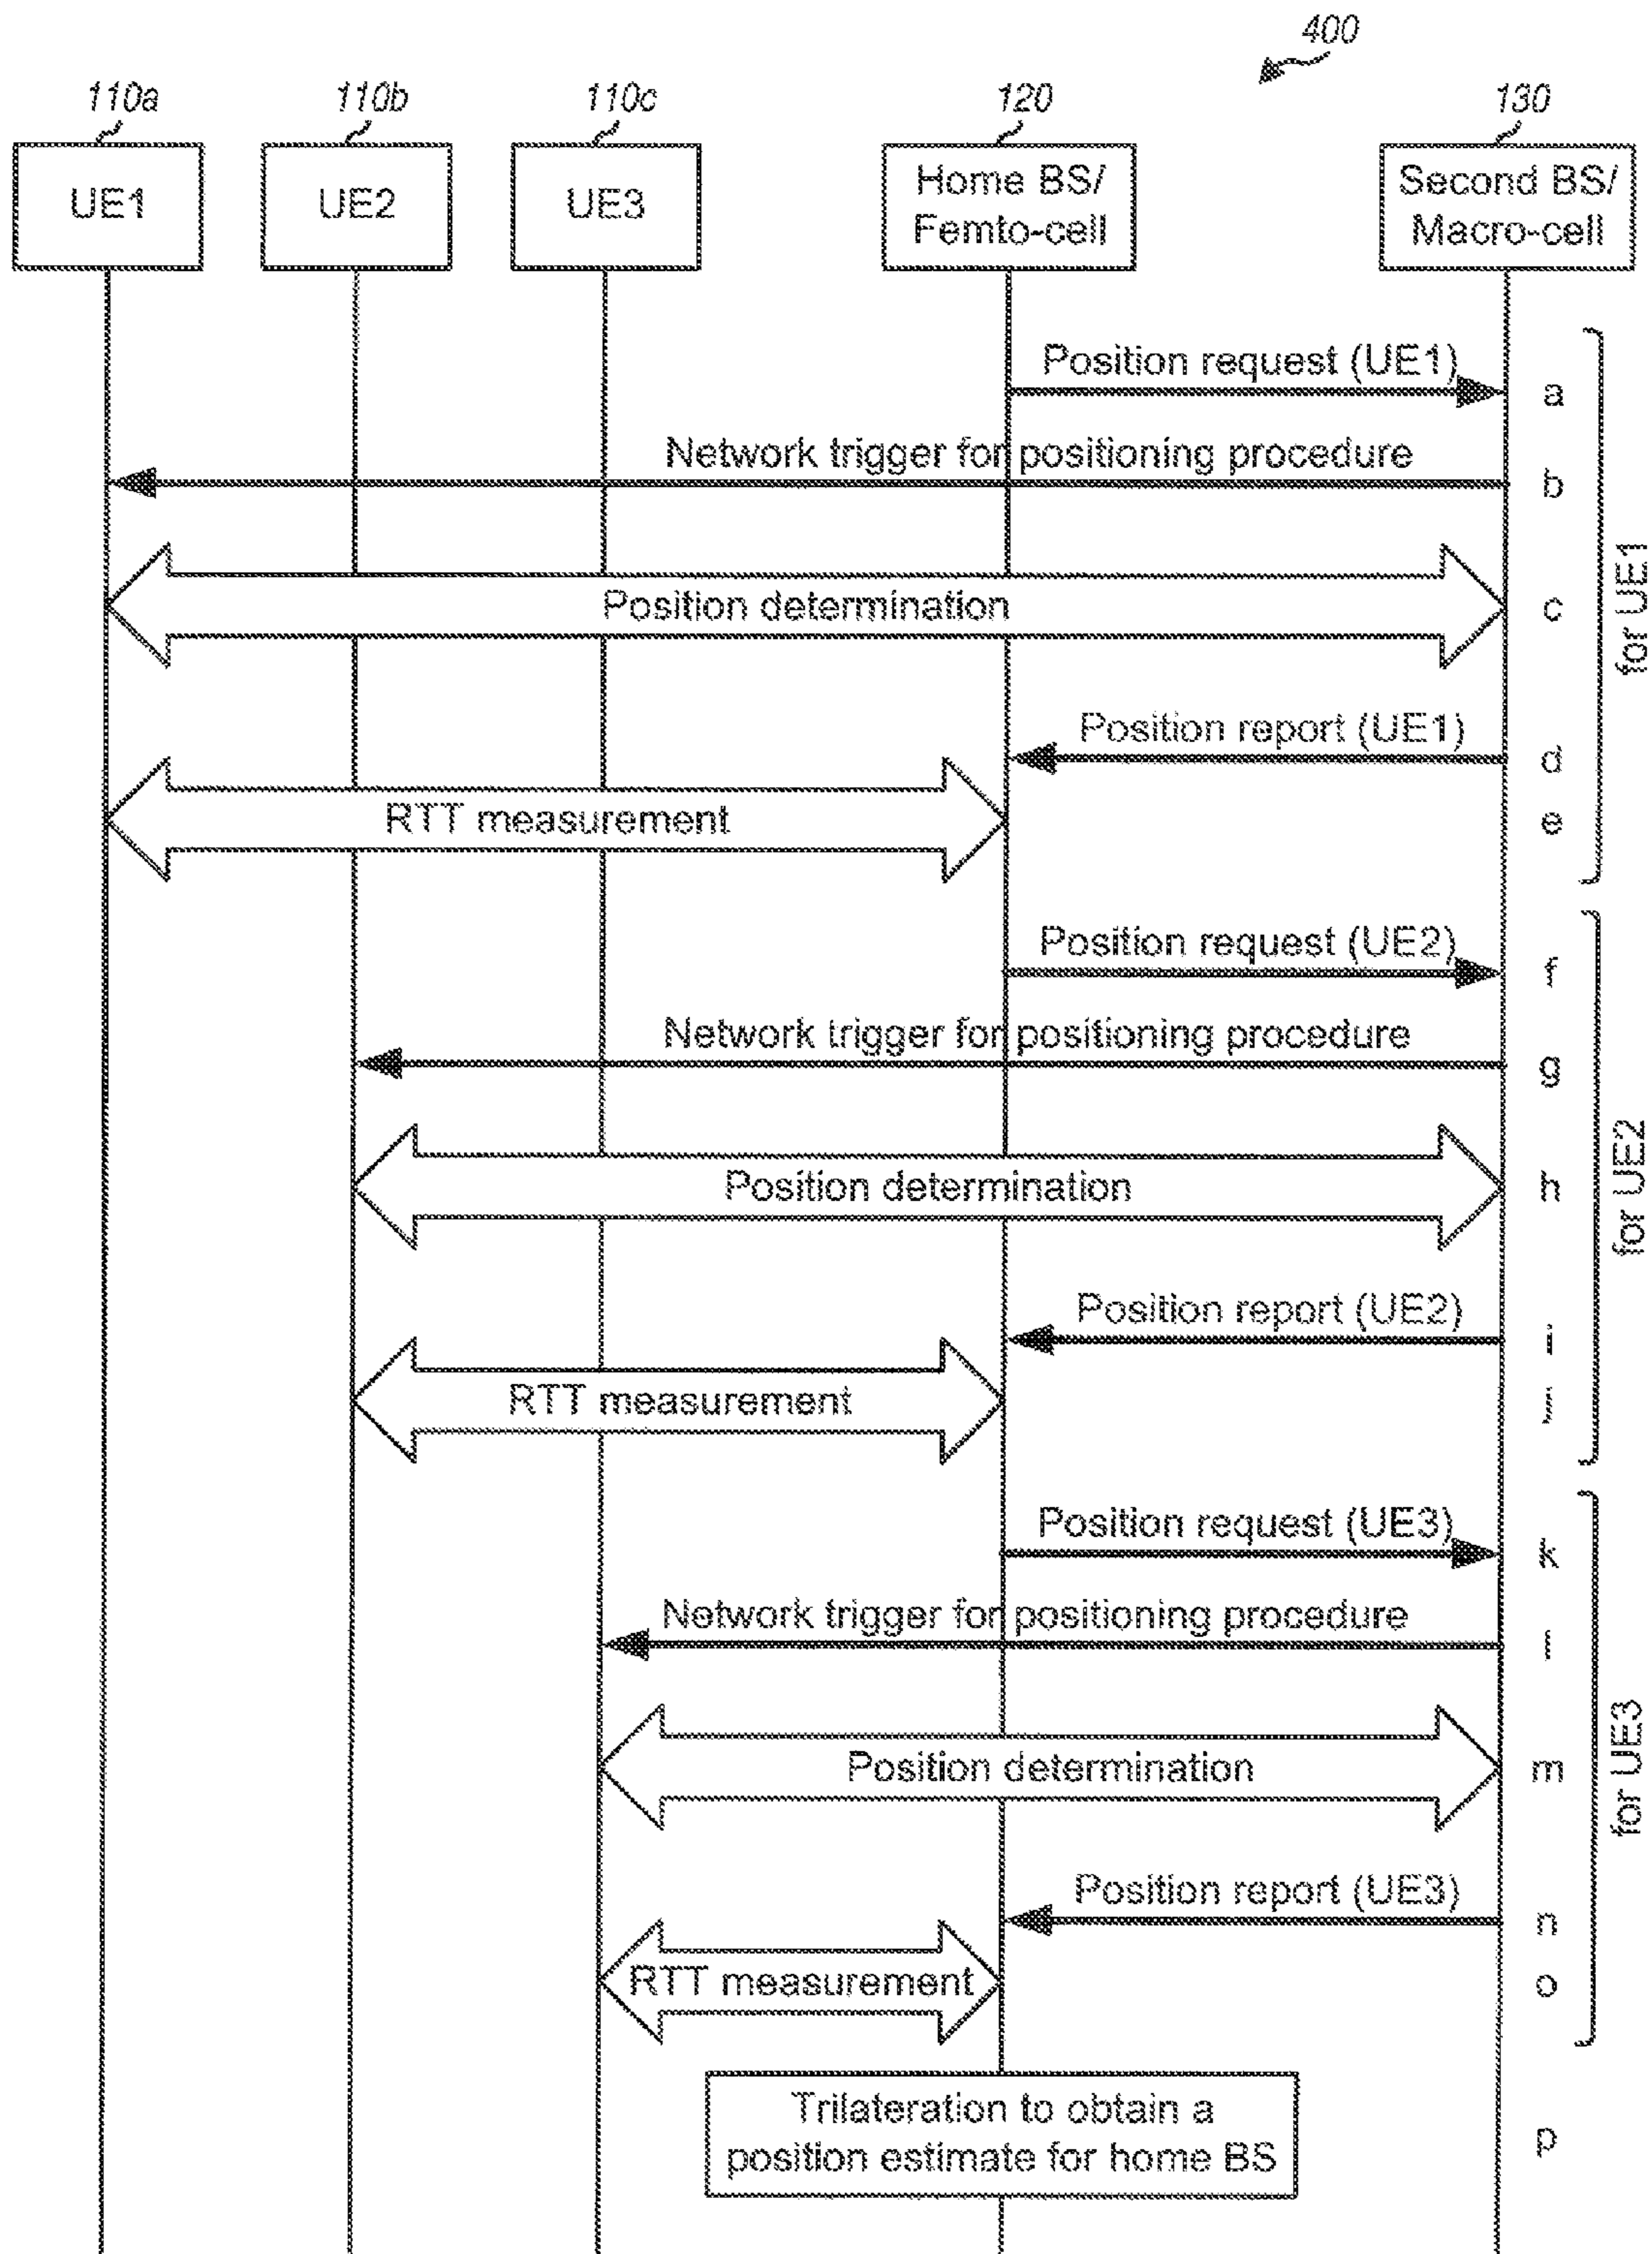 400
110a
110b
110c
120
130
UE1
UE2
UE3
Home BS/
Femto-cell
Second BS/
Macro-cell
Position request (UE1)
a
Network trigger for positioning procedure
b
Position determination
c
for UE1
Position report (UE1)
d
RTT measurement
e
Position request (UE2)
f
Network trigger for positioning procedure
g
Position determination
h
for UE2
Position report (UE2)
i
RTT measurement
j
Position request (UE3)
k
Network trigger for positioning procedure
l
Position determination
m
for UE3
Position report (UE3)
n
RTT measurement
o
Trilateration to obtain a
position estimate for home BS
p